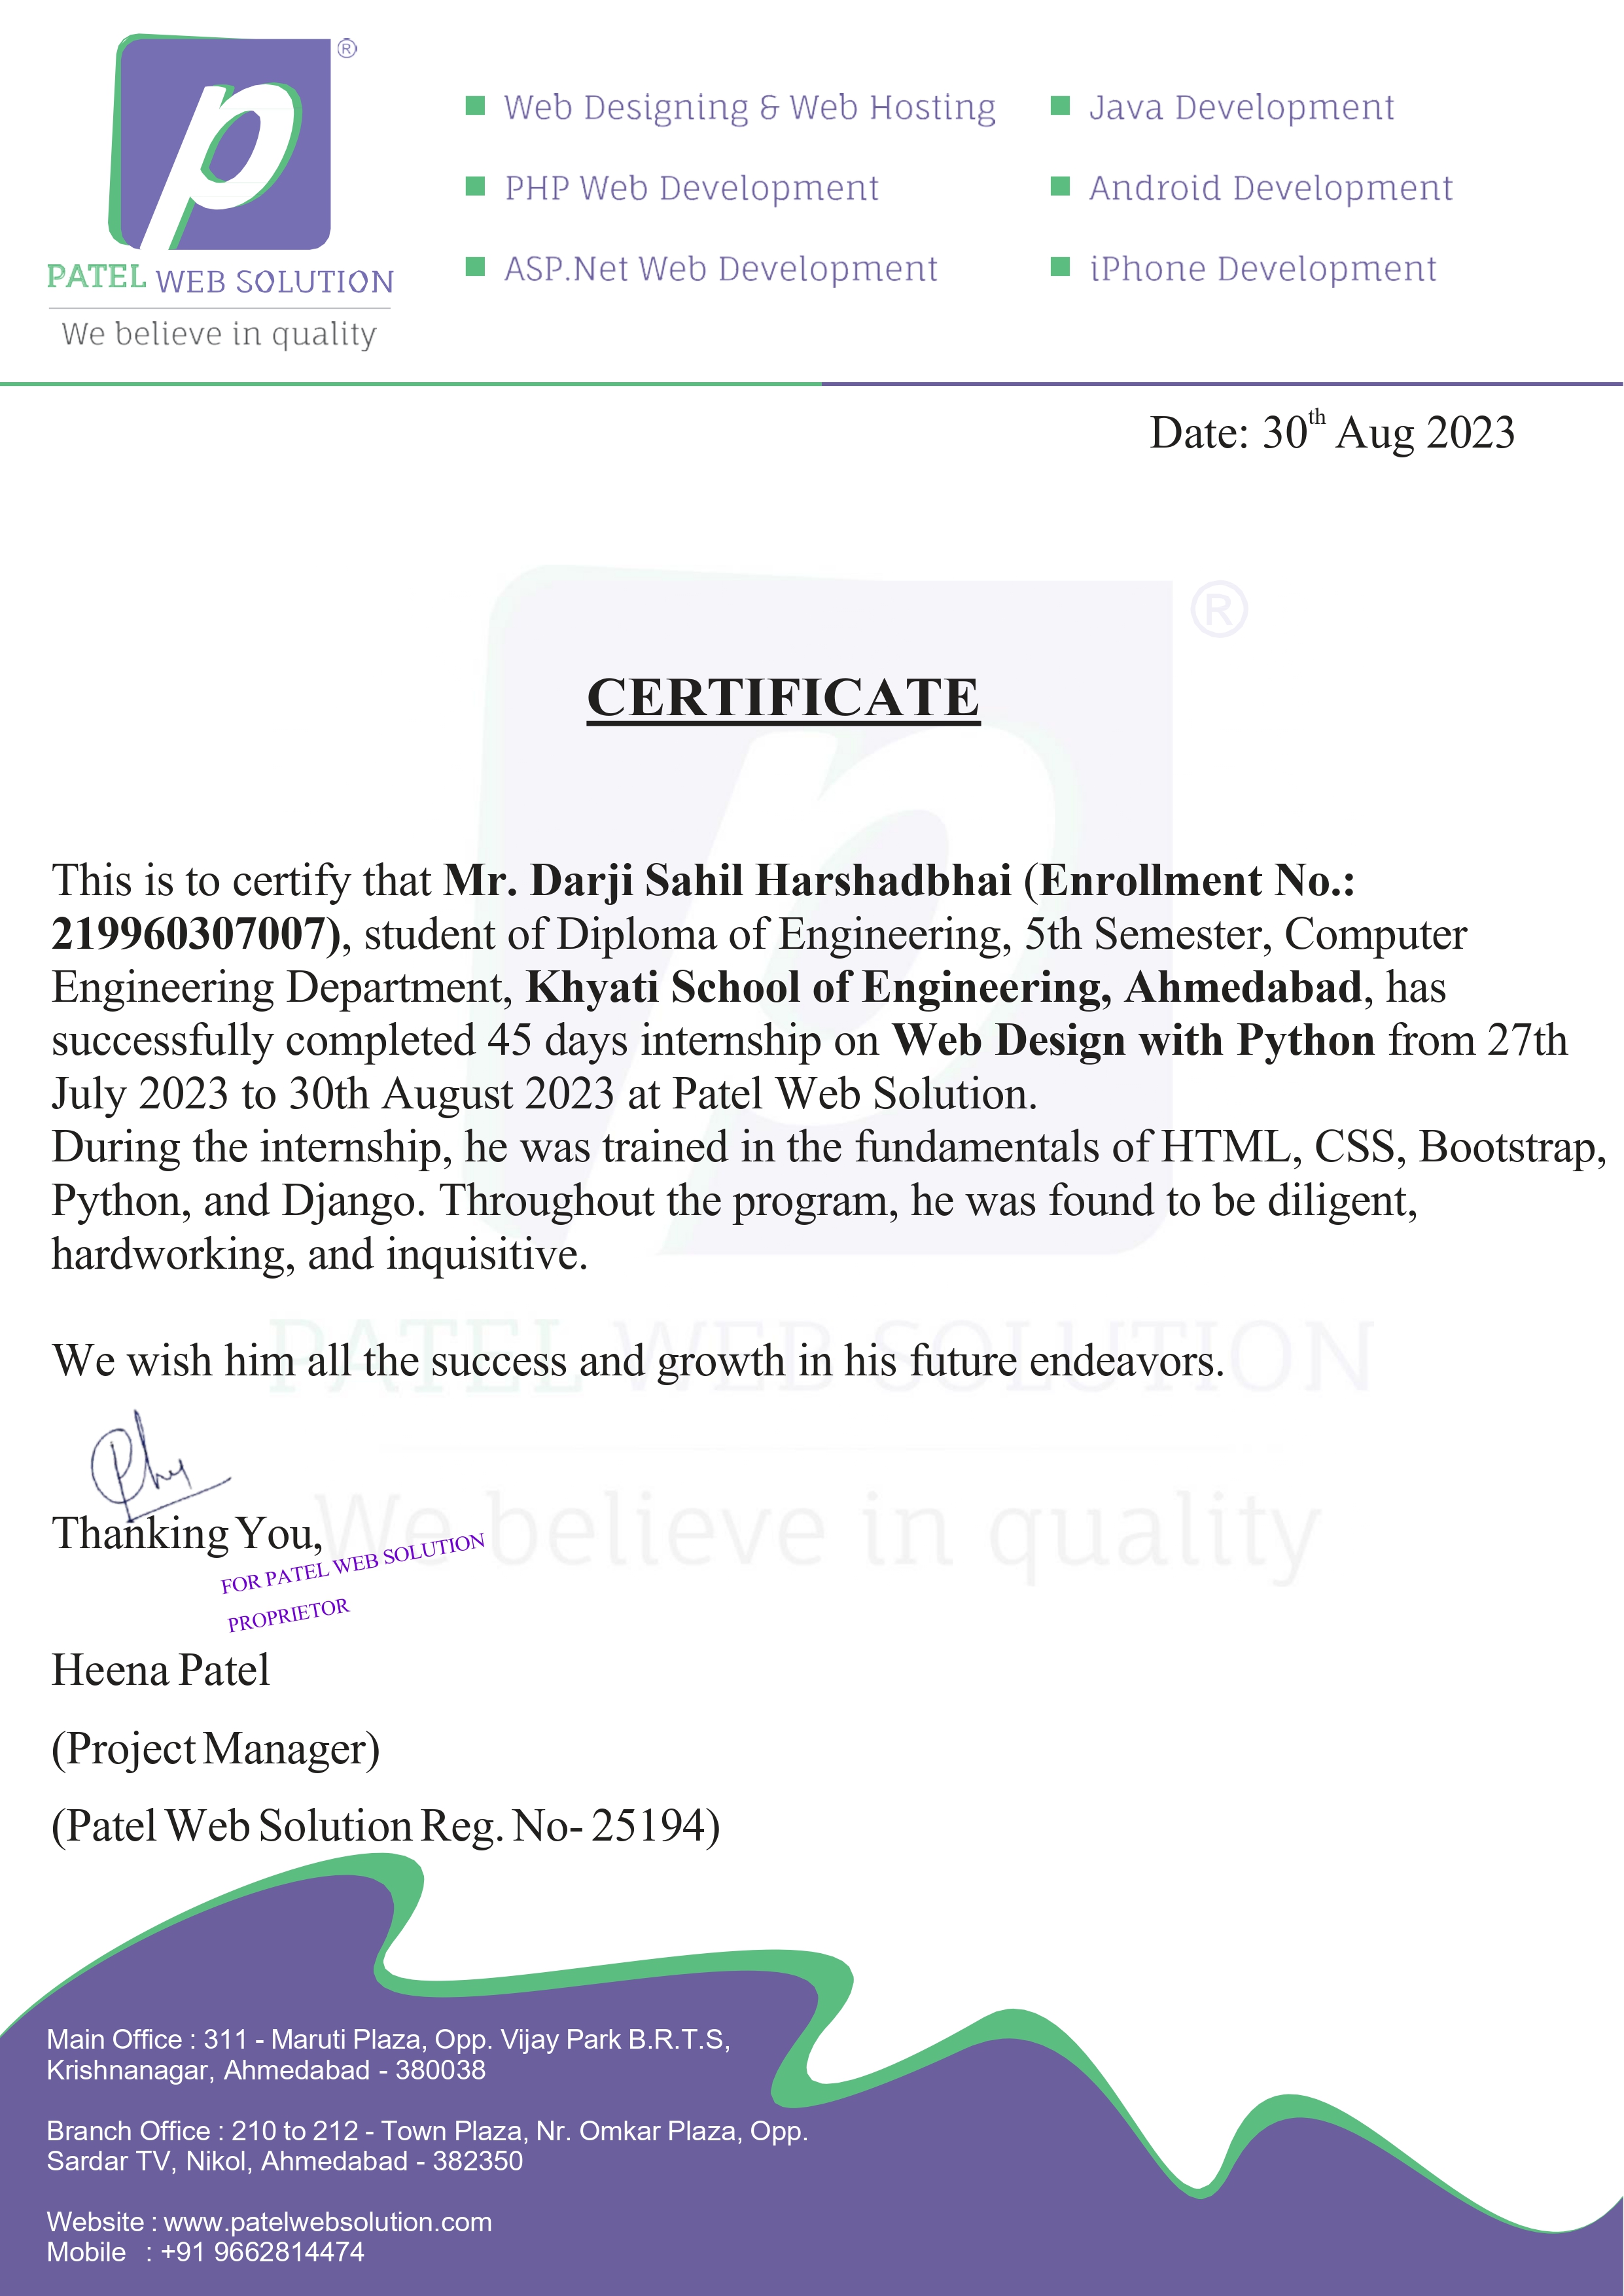 ®
PATEL WEB SOLUTION
We believe in quality
Web Designing & Web Hosting
PHP Web Development
ASP.Net Web Development
Java Development
Android Development
iPhone Development
Date: 30th Aug 2023
®
CERTIFICATE
This is to certify that Mr. Darji Sahil Harshadbhai (Enrollment No.:
219960307007), student of Diploma of Engineering, 5th Semester, Computer
Engineering Department, Khyati School of Engineering, Ahmedabad, has
successfully completed 45 days internship on Web Design with Python from 27th
July 2023 to 30th August 2023 at Patel Web Solution.
During the internship, he was trained in the fundamentals of HTML, CSS, Bootstrap,
Python, and Django. Throughout the program, he was found to be diligent,
hardworking, and inquisitive.
PATEL WEB SOLUTION
We wish him all the success and growth in his future endeavors.
We believe in quality
Thanking You,
FOR PATEL WEB SOLUTION
PROPRIETOR
Heena Patel
(Project Manager)
(Patel Web Solution Reg. No- 25194)
Main Office : 311 - Maruti Plaza, Opp. Vijay Park B.R.T.S,
Krishnanagar, Ahmedabad - 380038
Branch Office : 210 to 212 - Town Plaza, Nr. Omkar Plaza, Opp.
Sardar TV, Nikol, Ahmedabad - 382350
Website : www.patelwebsolution.com
Mobile : +91 9662814474